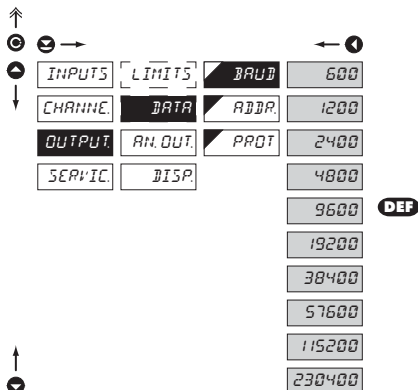 INPUTS LIMITS BAUD 600
CHANNE. DATA ADDR. 1200
OUTPUT. AN. OUT. PROT 2400
SERVIC. DISP. 4800
9600 DEF
19200
38400
57600
115200
230400